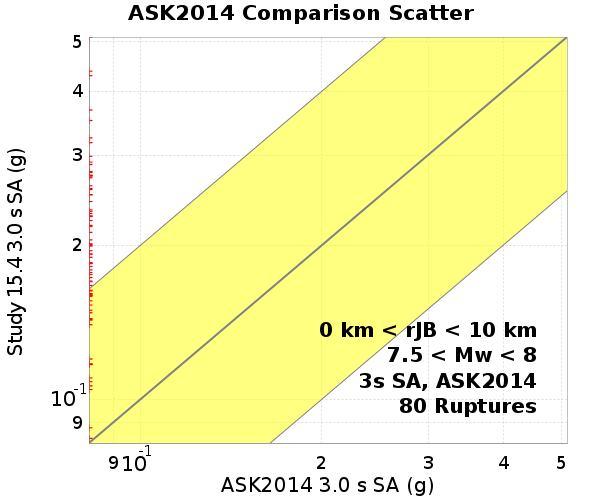 ASK2014 Comparison Scatter
Study 15.4 3.0 s SA (g)
5
4
3
2
10-1
9
0 km < rJB < 10 km
7.5 < Mw < 8
3s SA, ASK2014
80 Ruptures
9 10-1 2 3 4 5
ASK2014 3.0 s SA (g)